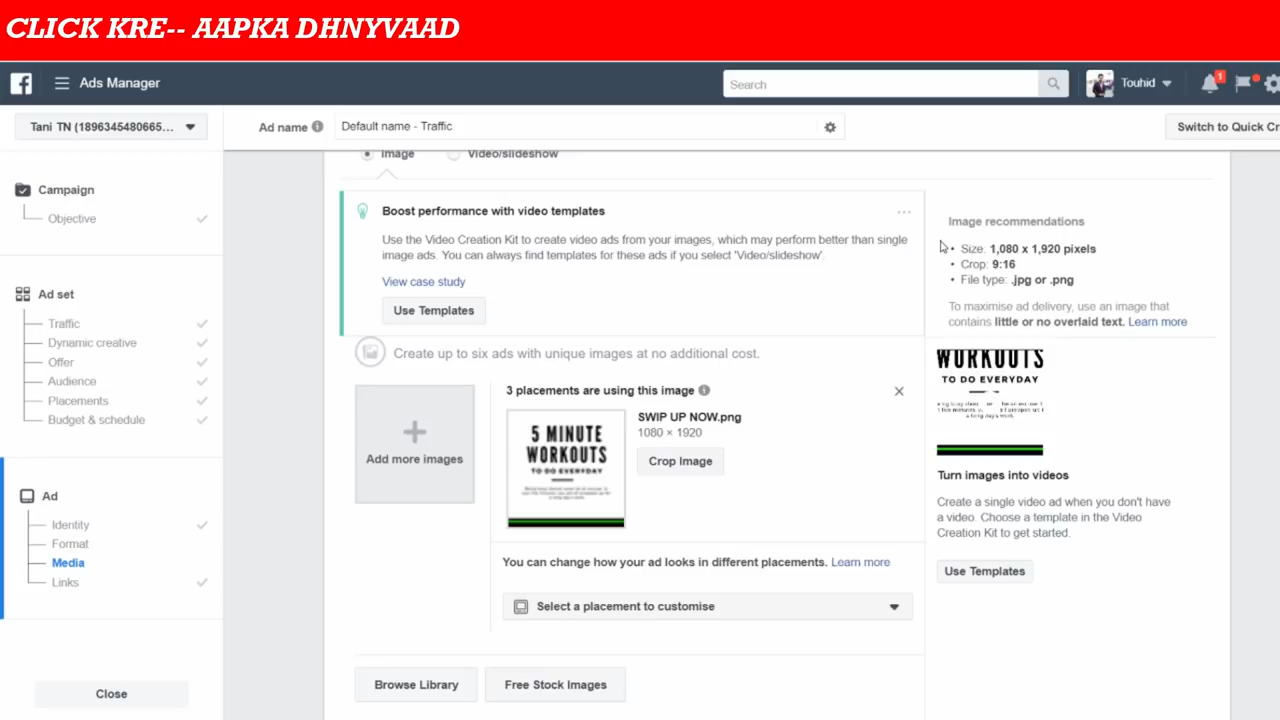 CLICK KRE-- AAPKA DHNYVAAD
Ads Manager
Search
Touhid
1
Tani TN (1896345480665...
Ad name
Default name - Traffic
Switch to Quick Cr
Campaign
Objective
Ad set
Traffic
Dynamic creative
Offer
Audience
Placements
Budget & schedule
Ad
Identity
Format
Media
Links
Close
Image
Video/slideshow
Boost performance with video templates
Use the Video Creation Kit to create video ads from your images, which may perform better than single
image ads. You can always find templates for these ads if you select 'Video/slideshow'.
View case study
Use Templates
Create up to six ads with unique images at no additional cost.
Add more images
3 placements are using this image
5 MINUTE
WORKOUTS
TO DO EVERYDAY
SWIP UP NOW.png
1080 × 1920
Crop Image
You can change how your ad looks in different placements. Learn more
Select a placement to customise
Browse Library
Free Stock Images
Image recommendations
• Size: 1,080 x 1,920 pixels
• Crop: 9:16
• File type: .jpg or .png
To maximise ad delivery, use an image that
contains little or no overlaid text. Learn more
WORKOUTS
TO DO EVERYDAY
Turn images into videos
Create a single video ad when you don't have
a video. Choose a template in the Video
Creation Kit to get started.
Use Templates